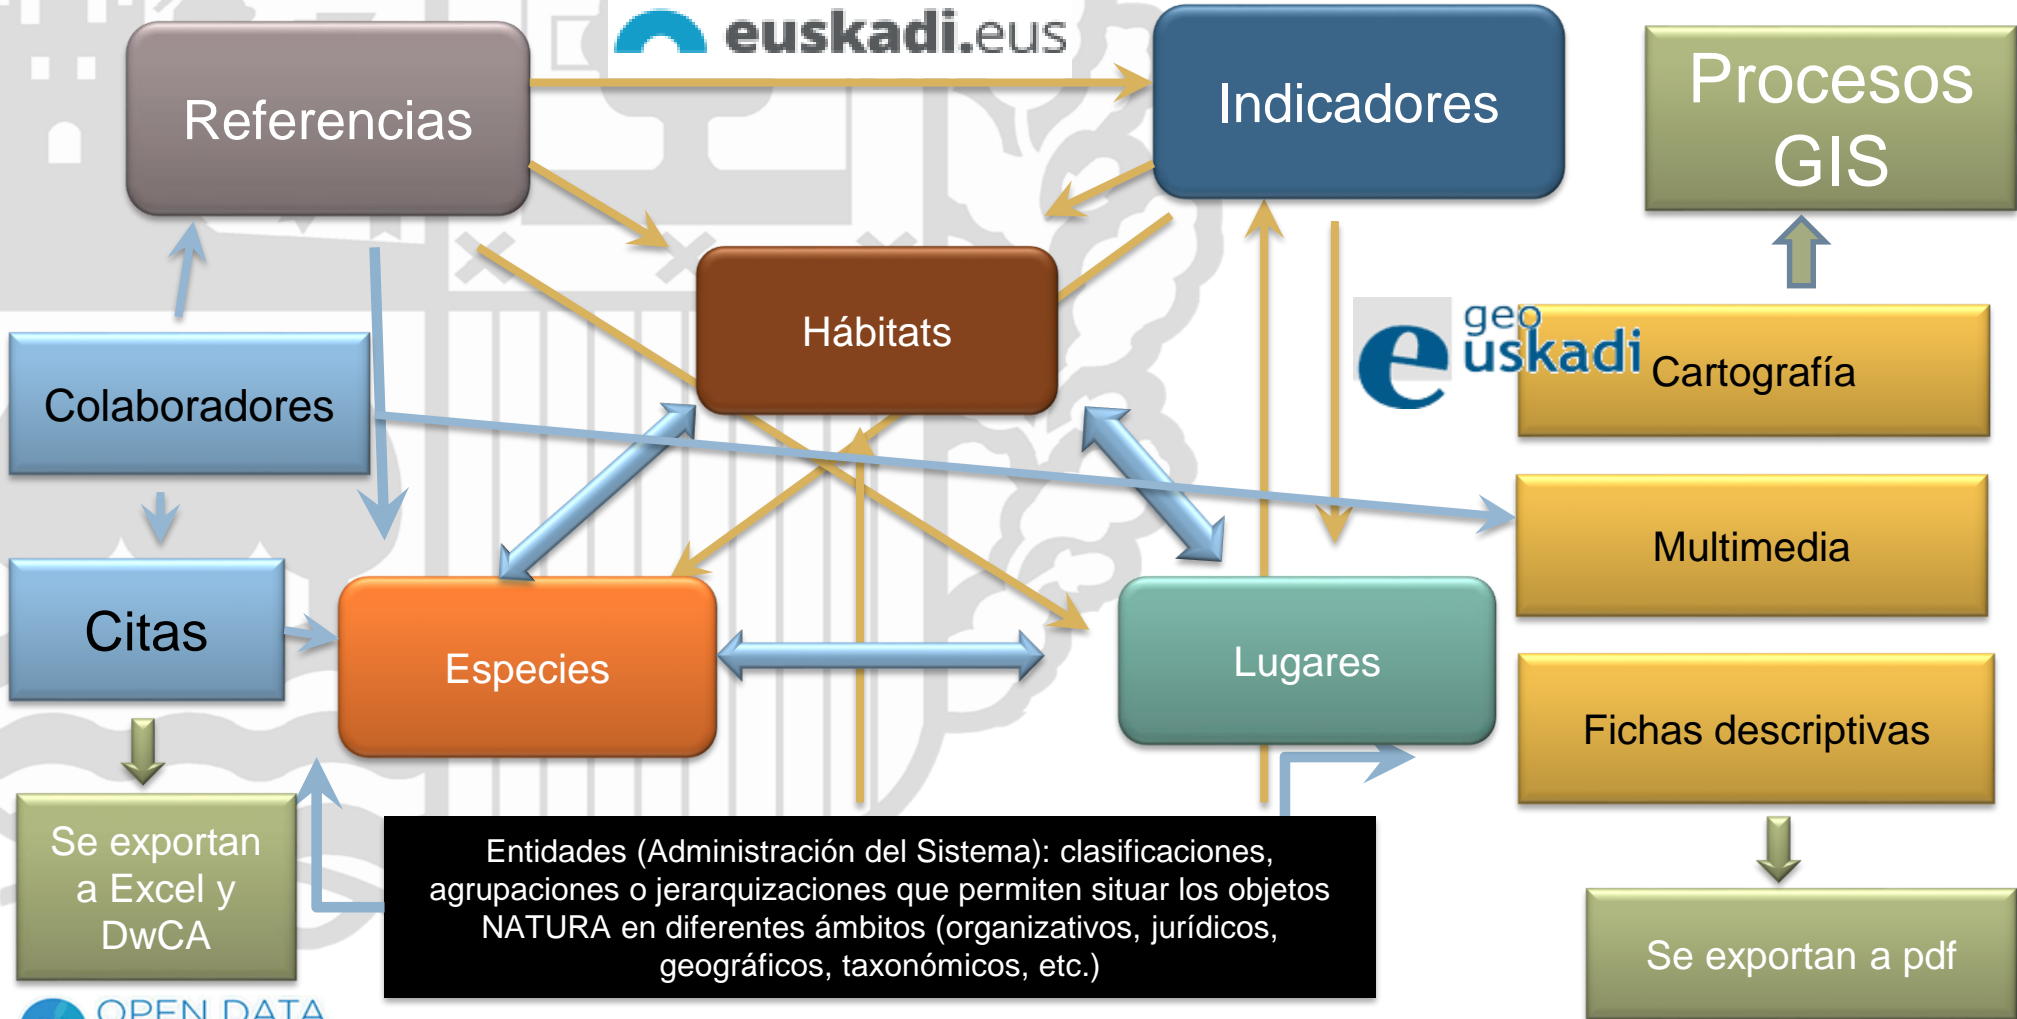 euskadi.eus
Referencias
Indicadores
Procesos
GIS
Hábitats
geo
euskadi
Cartografía
Colaboradores
Multimedia
Citas
Especies
Lugares
Fichas descriptivas
Se exportan
a Excel y
DwCA
Entidades (Administración del Sistema): clasificaciones,
agrupaciones o jerarquizaciones que permiten situar los objetos
NATURA en diferentes ámbitos (organizativos, jurídicos,
geográficos, taxonómicos, etc.)
Se exportan a pdf
OPEN DATA